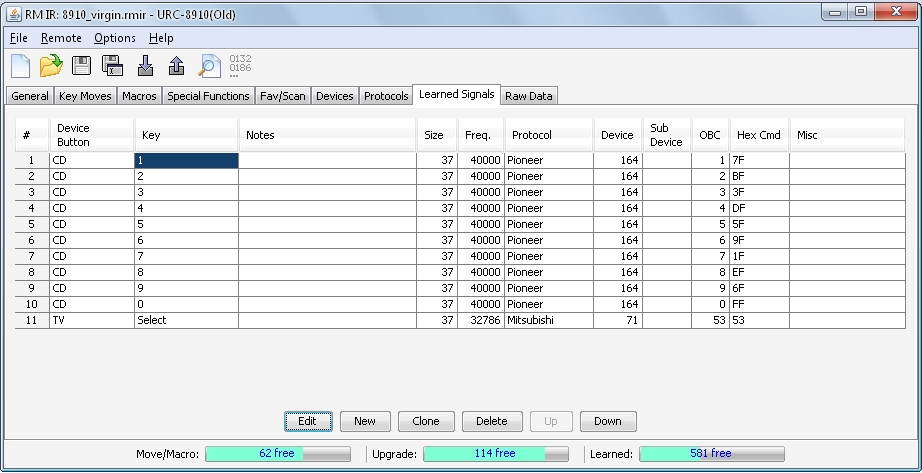 RM IR: 8910_virgin.rmir - URC-8910(Old)
File Remote Options Help
0132
0186
...
General Key Moves Macros Special Functions Fav/Scan Devices Protocols Learned Signals Raw Data
# Device Button Key Notes Size Freq. Protocol Device Sub Device OBC Hex Cmd Misc
1 CD 1 37 40000 Pioneer 164 1 7F
2 CD 2 37 40000 Pioneer 164 2 BF
3 CD 3 37 40000 Pioneer 164 3 3F
4 CD 4 37 40000 Pioneer 164 4 DF
5 CD 5 37 40000 Pioneer 164 5 5F
6 CD 6 37 40000 Pioneer 164 6 9F
7 CD 7 37 40000 Pioneer 164 7 1F
8 CD 8 37 40000 Pioneer 164 8 EF
9 CD 9 37 40000 Pioneer 164 9 6F
10 CD 0 37 40000 Pioneer 164 0 FF
11 TV Select 37 32786 Mitsubishi 71 53 53
Edit New Clone Delete Up Down
Move/Macro: 62 free Upgrade: 114 free Learned: 581 free